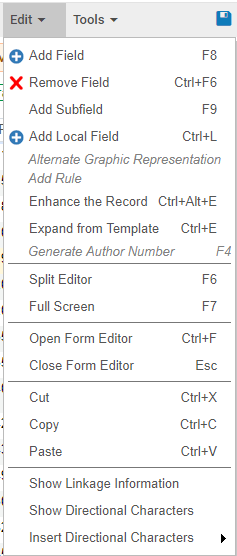 Edit Tools
Add Field F8
Remove Field Ctrl+F6
Add Subfield F9
Add Local Field Ctrl+L
Alternate Graphic Representation
Add Rule
Enhance the Record Ctrl+Alt+E
Expand from Template Ctrl+E
Generate Author Number F4
Split Editor F6
Full Screen F7
Open Form Editor Ctrl+F
Close Form Editor Esc
Cut Ctrl+X
Copy Ctrl+C
Paste Ctrl+V
Show Linkage Information
Show Directional Characters
Insert Directional Characters